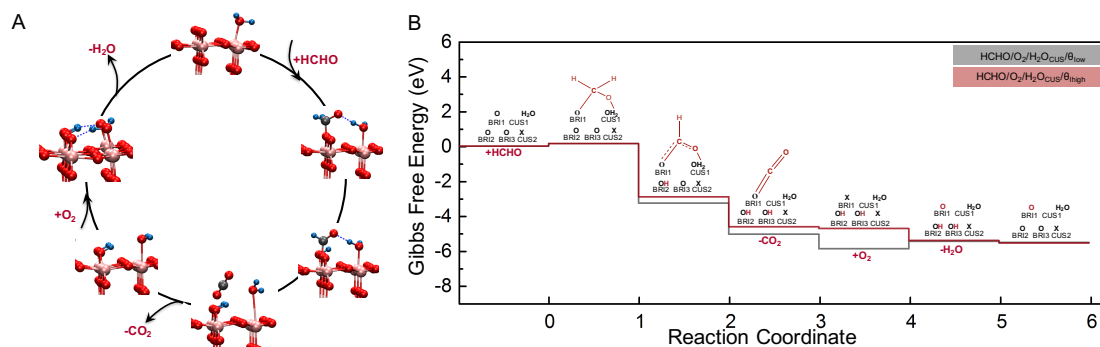 A
-H₂O
+HCHO
+O₂
-CO₂
B
Gibbs Free Energy (eV)
6
4
2
0
-2
-4
-6
-8
HCHO/O₂/H₂O_CUS/θ_low
HCHO/O₂/H₂O_CUS/θ_high
O H₂O
BRI1 CUS1
O O X
BRI2 BRI3 CUS2
+HCHO
H H
C
O
O OH₂
BRI1 CUS1
O O X
BRI2 BRI3 CUS2
H
C
O
O OH₂
BRI1 CUS1
OH O X
BRI2 BRI3 CUS2
O
C
O H₂O
BRI1 CUS1
OH OH X
BRI2 BRI3 CUS2
-CO₂
X H₂O
BRI1 CUS1
OH OH X
BRI2 BRI3 CUS2
+O₂
O H₂O
BRI1 CUS1
OH OH X
BRI2 BRI3 CUS2
-H₂O
O H₂O
BRI1 CUS1
O O X
BRI2 BRI3 CUS2
0 1 2 3 4 5 6
Reaction Coordinate